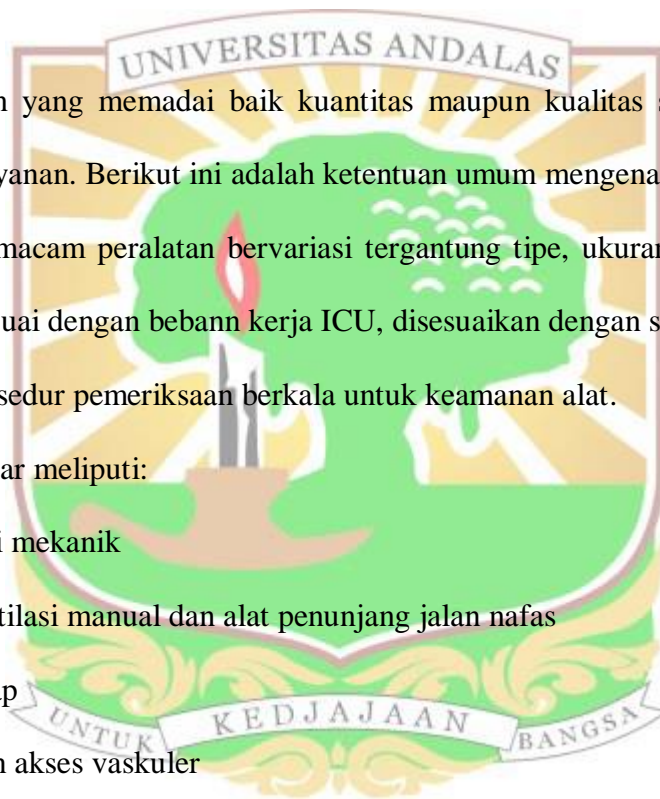 UNIVERSITAS ANDALAS
yang memadai baik kuantitas maupun kualitas
yanan. Berikut ini adalah ketentuan umum mengena
macam peralatan bervariasi tergantung tipe, ukuran
uai dengan bebann kerja ICU, disesuaikan dengan s
sedur pemeriksaan berkala untuk keamanan alat.
ar meliputi:
i mekanik
tilasi manual dan alat penunjang jalan nafas
ap
akses vaskuler
UNTUK KEDJAJAAN BANGSA